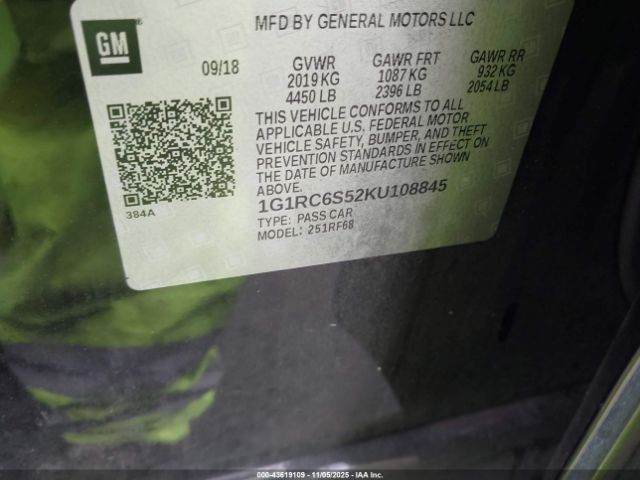 GM
MFD BY GENERAL MOTORS LLC
09/18
GVWR GAWR FRT GAWR RR
2019 KG 1087 KG 932 KG
4450 LB 2396 LB 2054 LB
THIS VEHICLE CONFORMS TO ALL
APPLICABLE U.S. FEDERAL MOTOR
VEHICLE SAFETY, BUMPER, AND THEFT
PREVENTION STANDARDS IN EFFECT ON
THE DATE OF MANUFACTURE SHOWN
ABOVE.
384A
1G1RC6S52KU108845
TYPE: PASS CAR
MODEL: 251RF68
000-43619109 - 11/05/2025 - IAA Inc.